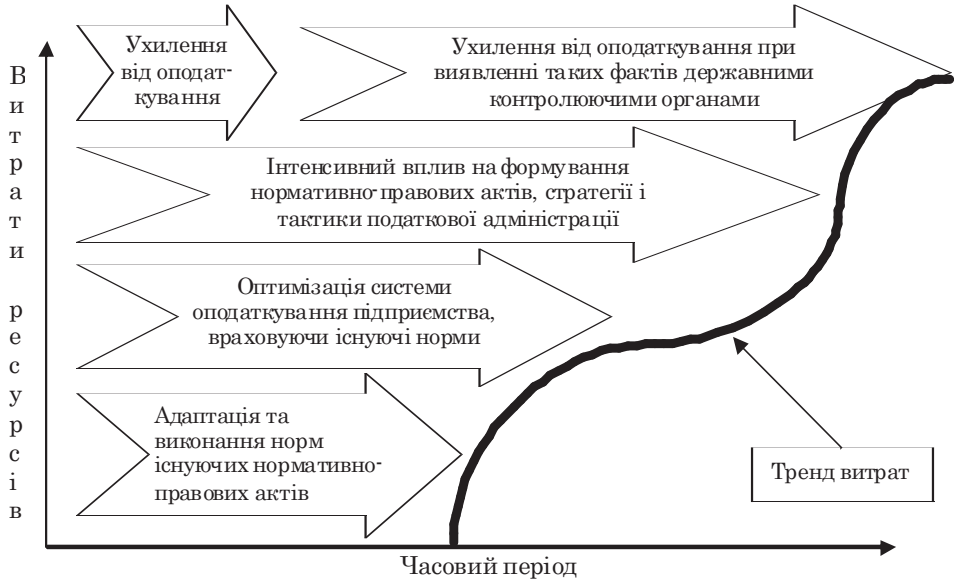 Витрати ресурсів
Ухилення
від оподат-
кування
Ухилення від оподаткування при
виявленні таких фактів державними
контролюючими органами
Інтенсивний вплив на формування
нормативно-правових актів, стратегії і
тактики податкової адміністрації
Оптимізація системи
оподаткування підприємства,
враховуючи існуючі норми
Адаптація та
виконання норм
існуючих нормативно-
правових актів
Тренд витрат
Часовий період